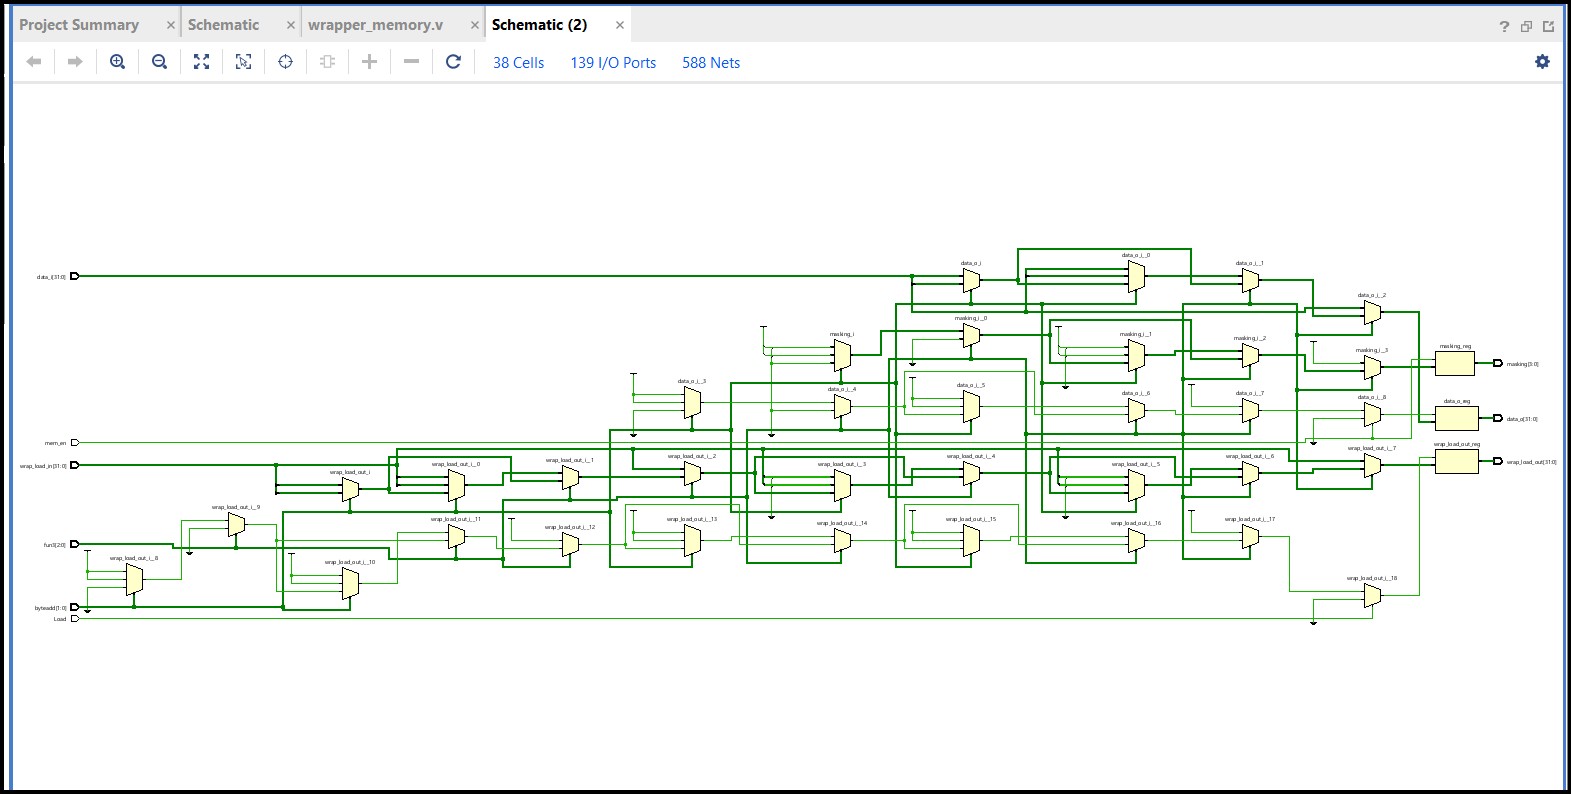 Project Summary
Schematic
wrapper_memory.v
Schematic (2)
38 Cells
139 I/O Ports
588 Nets
data_o_i
data_o_i__0
data_o_i__1
data_i[31:0]
data_o_i__2
masking_i__0
masking_i
masking_i__1
masking_i__2
masking_reg
masking_i__3
masking[3:0]
data_o_i__3
data_o_i__4
data_o_i__5
data_o_i__6
data_o_i__7
data_o_i__8
data_o_reg
data_o[31:0]
mem_en
wrap_load_out_reg
wrap_load_in[31:0]
wrap_load_out_i
wrap_load_out_i__0
wrap_load_out_i__1
wrap_load_out_i__2
wrap_load_out_i__3
wrap_load_out_i__4
wrap_load_out_i__5
wrap_load_out_i__6
wrap_load_out_i__7
wrap_load_out[31:0]
wrap_load_out_i__9
wrap_load_out_i__11
wrap_load_out_i__12
wrap_load_out_i__13
wrap_load_out_i__14
wrap_load_out_i__15
wrap_load_out_i__16
wrap_load_out_i__17
fun3[2:0]
wrap_load_out_i__8
wrap_load_out_i__10
wrap_load_out_i__18
byteadd[1:0]
Load